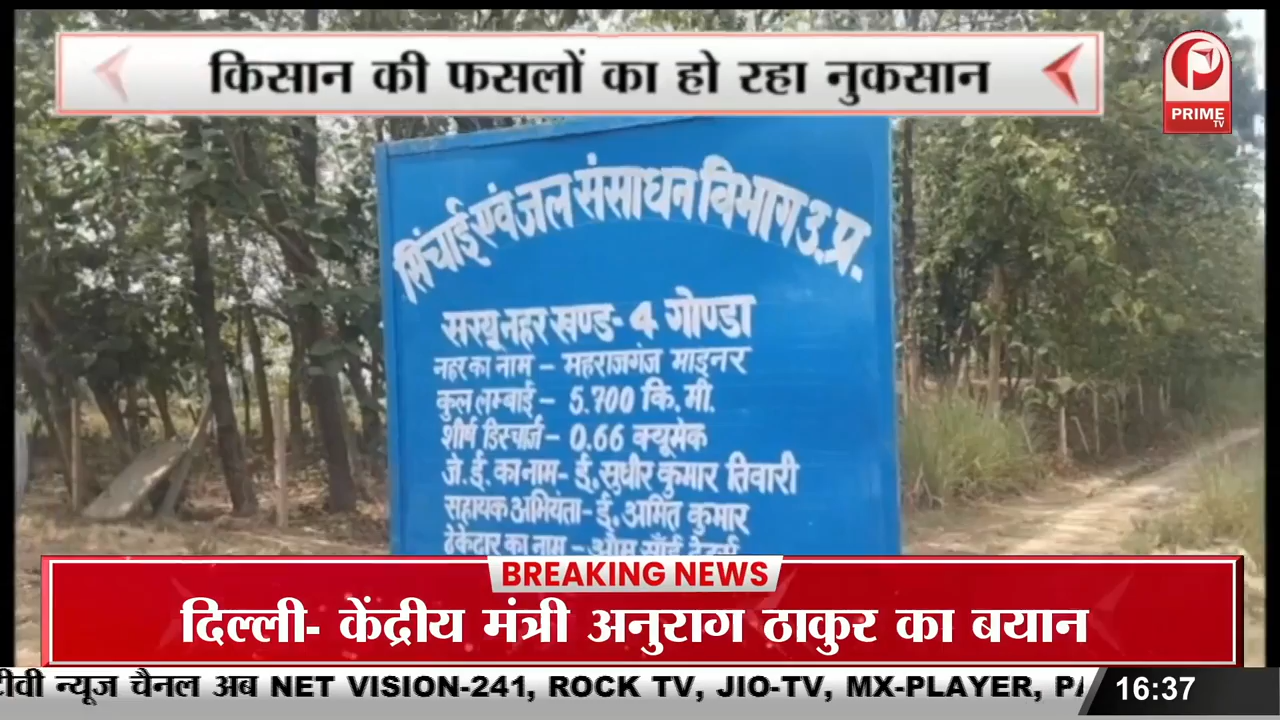 किसान की फसलों का हो रहा नुकसान
PRIME
TV
सिंचाई एवं जल संसाधन विभाग उ.प्र.
सरयू नहर खण्ड- 4 गोण्डा
नहर का नाम – महराजगंज माइनर
कुल लम्बाई – 5.700 कि.मी.
शीर्ष डिस्चार्ज – 0.66 क्यूमेक
जे.ई. का नाम- ई. सुधीर कुमार तिवारी
सहायक अभियंता- ई. अमित कुमार
ठेकेदार का नाम – ओम साँई ट्रेडर्स
BREAKING NEWS
दिल्ली- केंद्रीय मंत्री अनुराग ठाकुर का बयान
टीवी न्यूज चैनल अब NET VISION-241, ROCK TV, JIO-TV, MX-PLAYER,
16:37